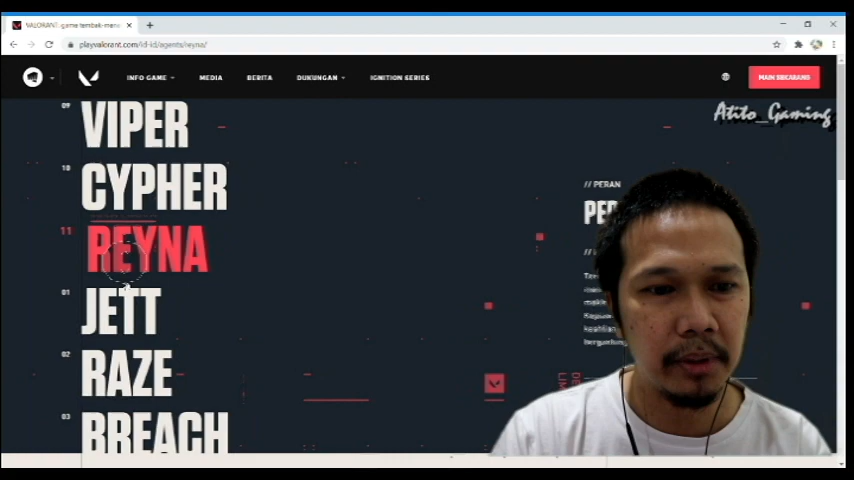 VALORANT: game tembak-mena
playvalorant.com/id-id/agents/reyna/
INFO GAME
MEDIA
BERITA
DUKUNGAN
IGNITION SERIES
MAIN SEKARANG
Atito_Gaming
09
VIPER
10
CYPHER
11
REYNA
01
JETT
02
RAZE
03
BREACH
// PERAN